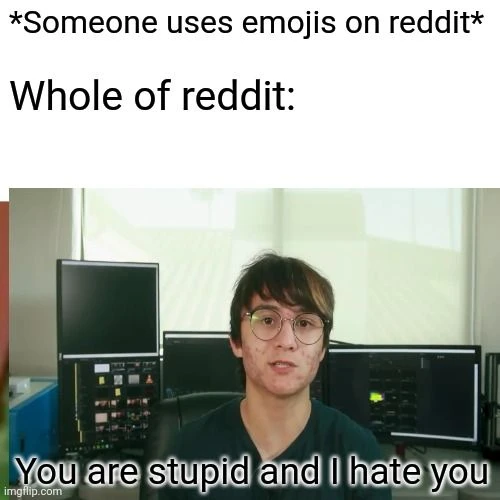 *Someone uses emojis on reddit*
Whole of reddit:
You are stupid and I hate you
imgflip.com